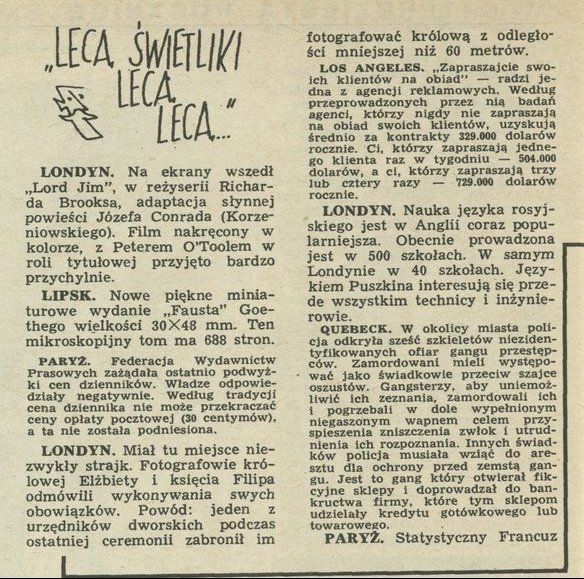 „LECĄ, ŚWIETLIKI
LECĄ,
LECĄ..."
LONDYN. Na ekrany wszedł
„Lord Jim", w reżyserii Richar-
da Brooksa, adaptacja słynnej
powieści Józefa Conrada (Korze-
niowskiego). Film nakręcony w
kolorze, z Peterem O'Toolem w
roli tytułowej przyjęto bardzo
przychylnie.
LIPSK. Nowe piękne minia-
turowe wydanie „Fausta" Goe-
thego wielkości 30×48 mm. Ten
mikroskopijny tom ma 688 stron.
PARYŻ. Federacja Wydawnictw
Prasowych zażądała ostatnio podwyż-
ki cen dzienników. Władze odpowie-
działy negatywnie. Według tradycji
cena dziennika nie może przekraczać
ceny opłaty pocztowej (30 centymów),
a ta nie została podniesiona.
LONDYN. Miał tu miejsce nie-
zwykły strajk. Fotografowie kró-
lowej Elżbiety i księcia Filipa
odmówili wykonywania swych
obowiązków. Powód: jeden z
urzędników dworskich podczas
ostatniej ceremonii zabronił im
fotografować królową z odległo-
ści mniejszej niż 60 metrów.
LOS ANGELES. „Zapraszajcie swo-
ich klientów na obiad" — radzi je-
dna z agencji reklamowych. Według
przeprowadzonych przez nią badań
agenci, którzy nigdy nie zapraszają
na obiad swoich klientów, uzyskują
średnio za kontrakty 329.000 dolarów
rocznie. Ci, którzy zapraszają jedne-
go klienta raz w tygodniu — 504.000
dolarów, a ci, którzy zapraszają trzy
lub cztery razy — 729.000 dolarów
rocznie.
LONDYN. Nauka języka rosyj-
skiego jest w Anglii coraz popu-
larniejsza. Obecnie prowadzona
jest w 500 szkołach. W samym
Londynie w 40 szkołach. Języ-
kiem Puszkina interesują się prze-
de wszystkim technicy i inżynie-
rowie.
QUEBECK. W okolicy miasta poli-
cja odkryła sześć szkieletów nieziden-
tyfikowanych ofiar gangu przestęp-
ców. Zamordowani mieli występo-
wać jako świadkowie przeciw szajce
oszustów. Gangsterzy, aby uniemoż-
liwić ich zeznania, zamordowali ich
i pogrzebali w dole wypełnionym
niegaszonym wapnem celem przy-
spieszenia zniszczenia zwłok i utrud-
nienia ich rozpoznania. Innych świad-
ków policja musiała wziąć do are-
sztu dla ochrony przed zemstą gan-
gu. Jest to gang który otwierał fik-
cyjne sklepy i doprowadzał do ban-
kructwa firmy, które tym sklepom
udzielały kredytu gotówkowego lub
towarowego.
PARYŻ. Statystyczny Francuz